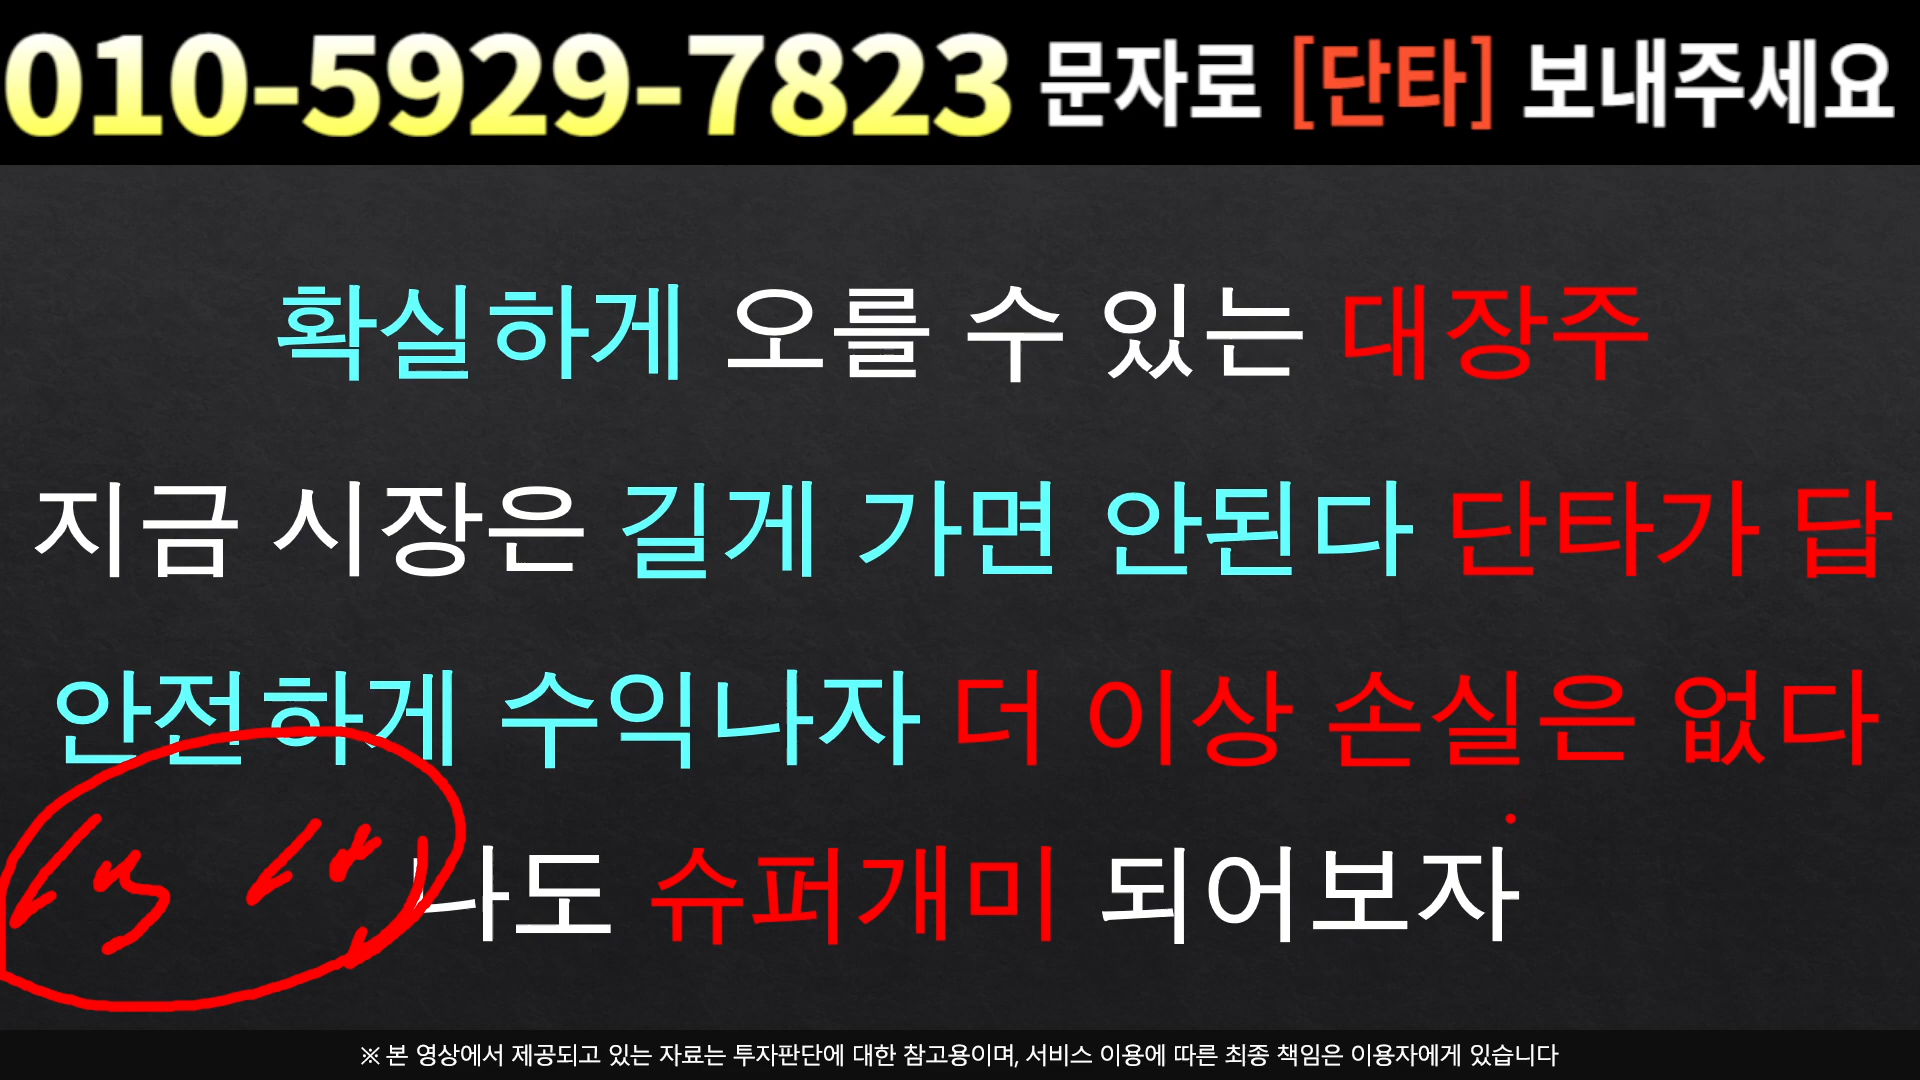 010-5929-7823 문자로 [단타] 보내주세요
확실하게 오를 수 있는 대장주
지금 시장은 길게 가면 안된다 단타가 답
안전하게 수익나자 더 이상 손실은 없다
나도 슈퍼개미 되어보자
※ 본 영상에서 제공되고 있는 자료는 투자판단에 대한 참고용이며, 서비스 이용에 따른 최종 책임은 이용자에게 있습니다